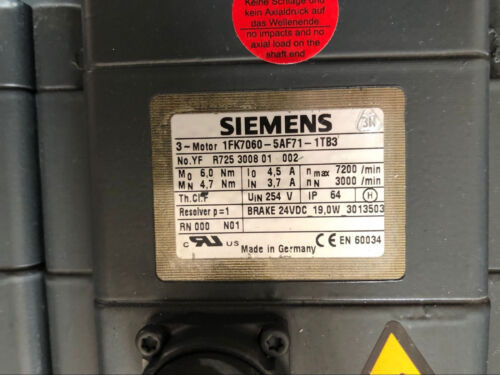 Keine Schläge und
kein Axialdruck auf
das Wellenende
no impacts and no
axial load on the
shaft end
SIEMENS
3N
3~Motor 1FK7060-5AF71-1TB3
No.YF R725 3008 01 002
M0 6,0 Nm I0 4,5 A nmax 7200 /min
MN 4,7 Nm IN 3,7 A nN 3000 /min
Th.Cl.F UIN 254 V IP 64 H
Resolver p=1 BRAKE 24VDC 19,0W 3013503
RN 000 N01
c RU US Made in Germany CE EN 60034